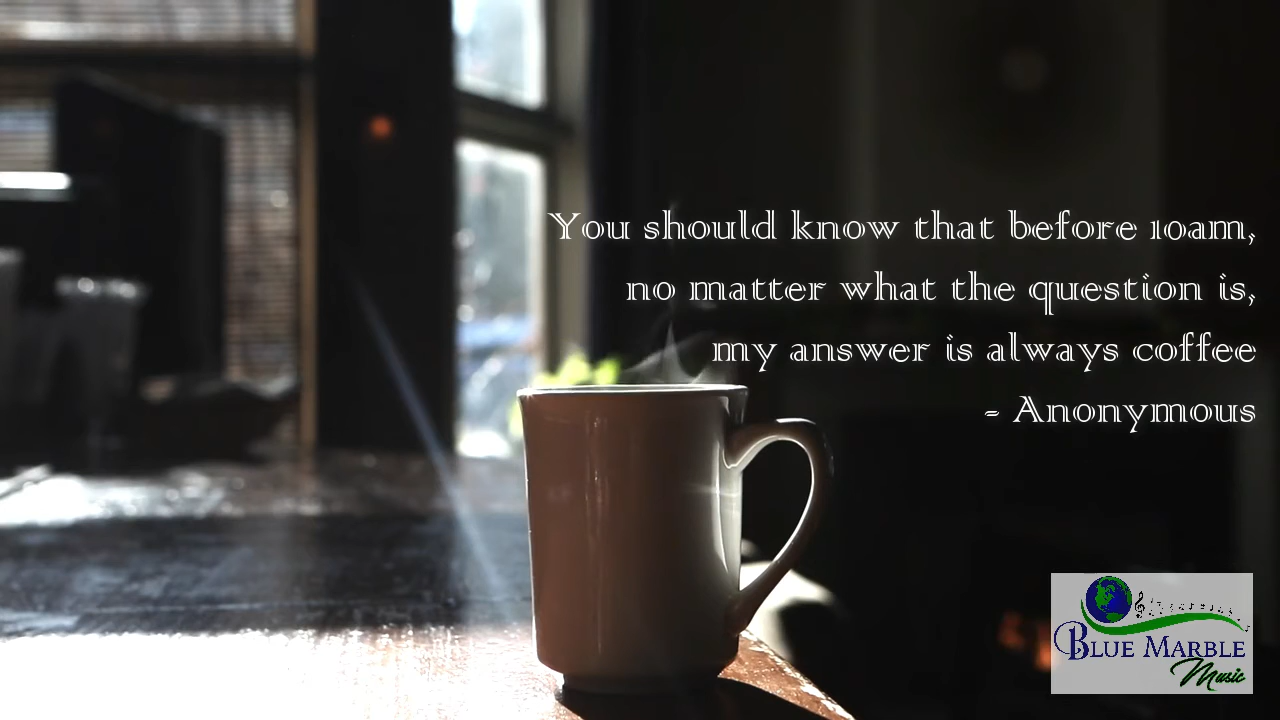 You should know that before 10am,
no matter what the question is,
my answer is always coffee
- Anonymous
Blue Marble
Music